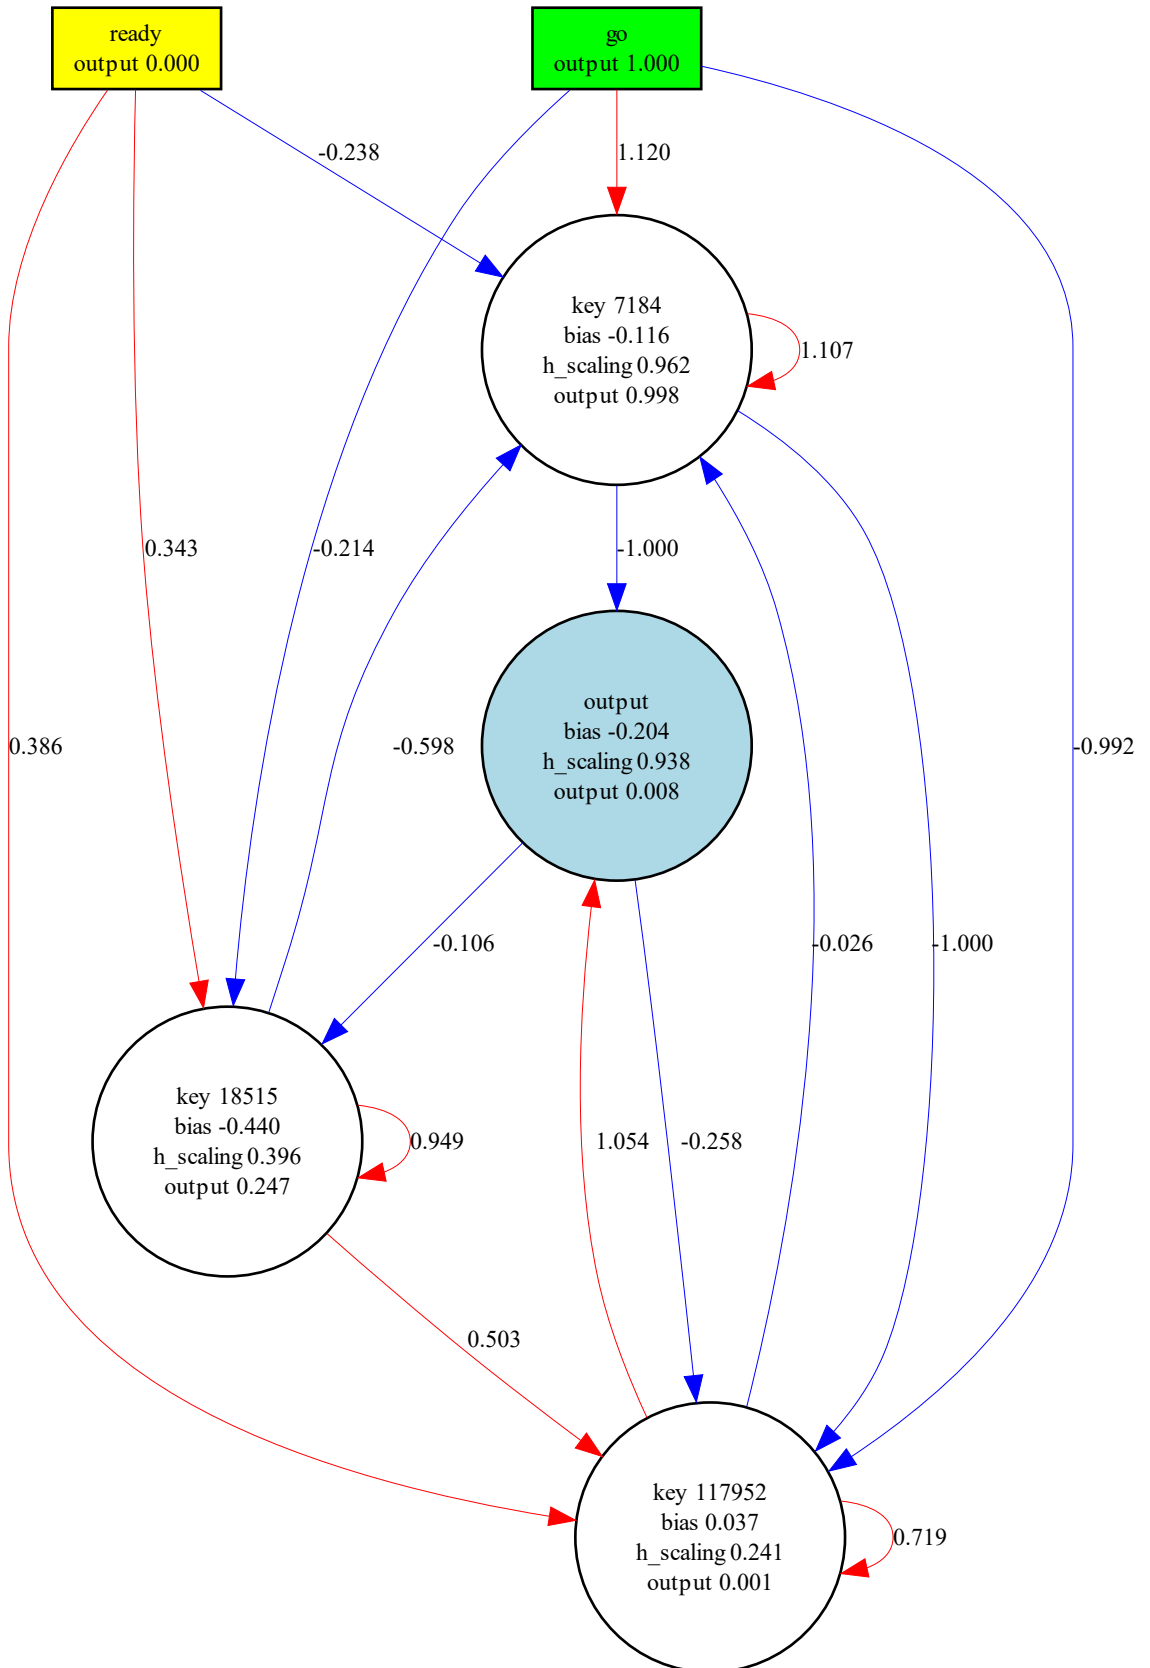 ready
output 0.000
go
output 1.000
-0.238
1.120
key 7184
bias -0.116
h_scaling 0.962
output 0.998
1.107
0.343
-0.214
-1.000
output
bias -0.204
h_scaling 0.938
output 0.008
0.386
-0.598
-0.992
-0.106
-0.026
-1.000
key 18515
bias -0.440
h_scaling 0.396
output 0.247
0.949
1.054
-0.258
0.503
key 117952
bias 0.037
h_scaling 0.241
output 0.001
0.719